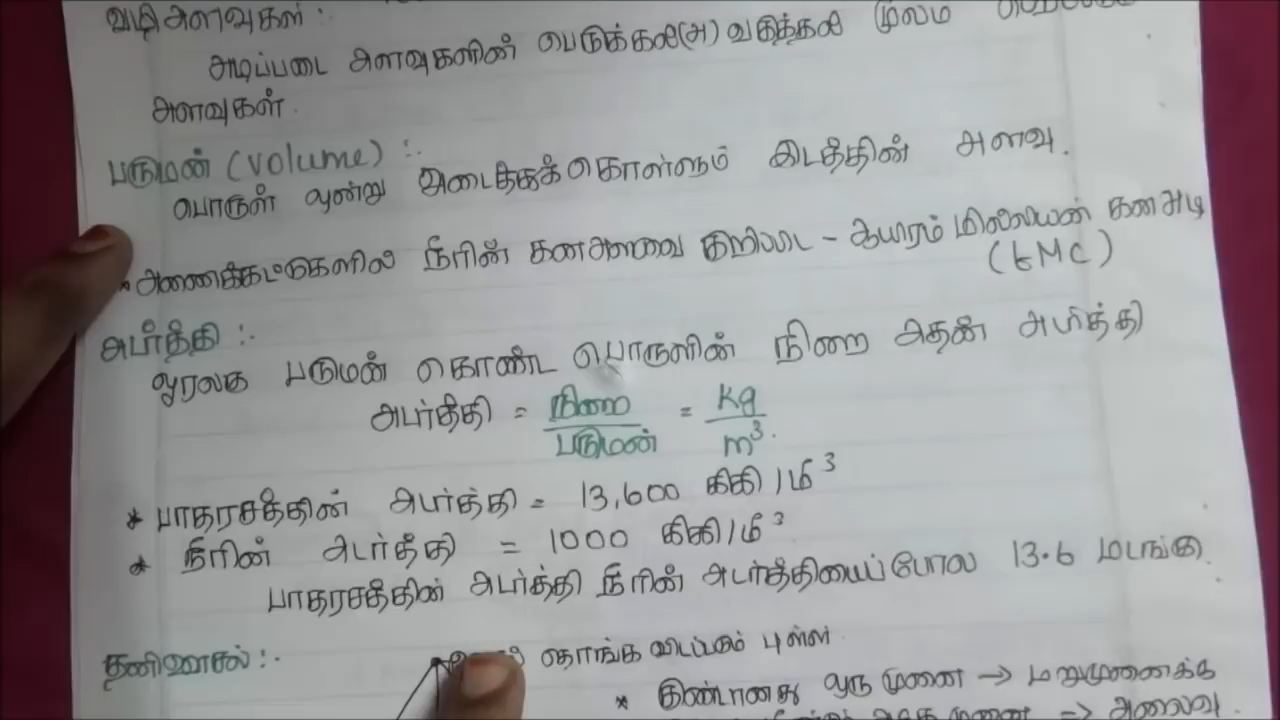 வழி அளவுகள் :
அடிப்படை அளவுகளின் பெருக்கல்(அ) வகுத்தல் மூலம்
அளவுகள்.
பருமன் (volume) :-
பொருள் ஒன்று அடைத்துக்கொள்ளும் இடத்தின் அளவு.
* அணைக்கட்டுகளில் நீரின் கனஅளவை குறிப்பிட - ஆயிரம் மில்லியன் கனஅடி
(tMC)
அடர்த்தி :-
ஓரலகு பருமன் கொண்ட பொருளின் நிறை அதன் அடர்த்தி
அடர்த்தி = நிறை / பருமன் = Kg / m³.
* பாதரசத்தின் அடர்த்தி = 13,600 கிகி/மீ³
* நீரின் அடர்த்தி = 1000 கிகி/மீ³
பாதரசத்தின் அடர்த்தி நீரின் அடர்த்தியைப்போல 13.6 மடங்கு.
தனிஊசல் :-
தொங்க விடப்படும் புள்ளி
* குண்டானது ஒரு முனை → மறுமுனைக்கு
முனை → அலைவு.